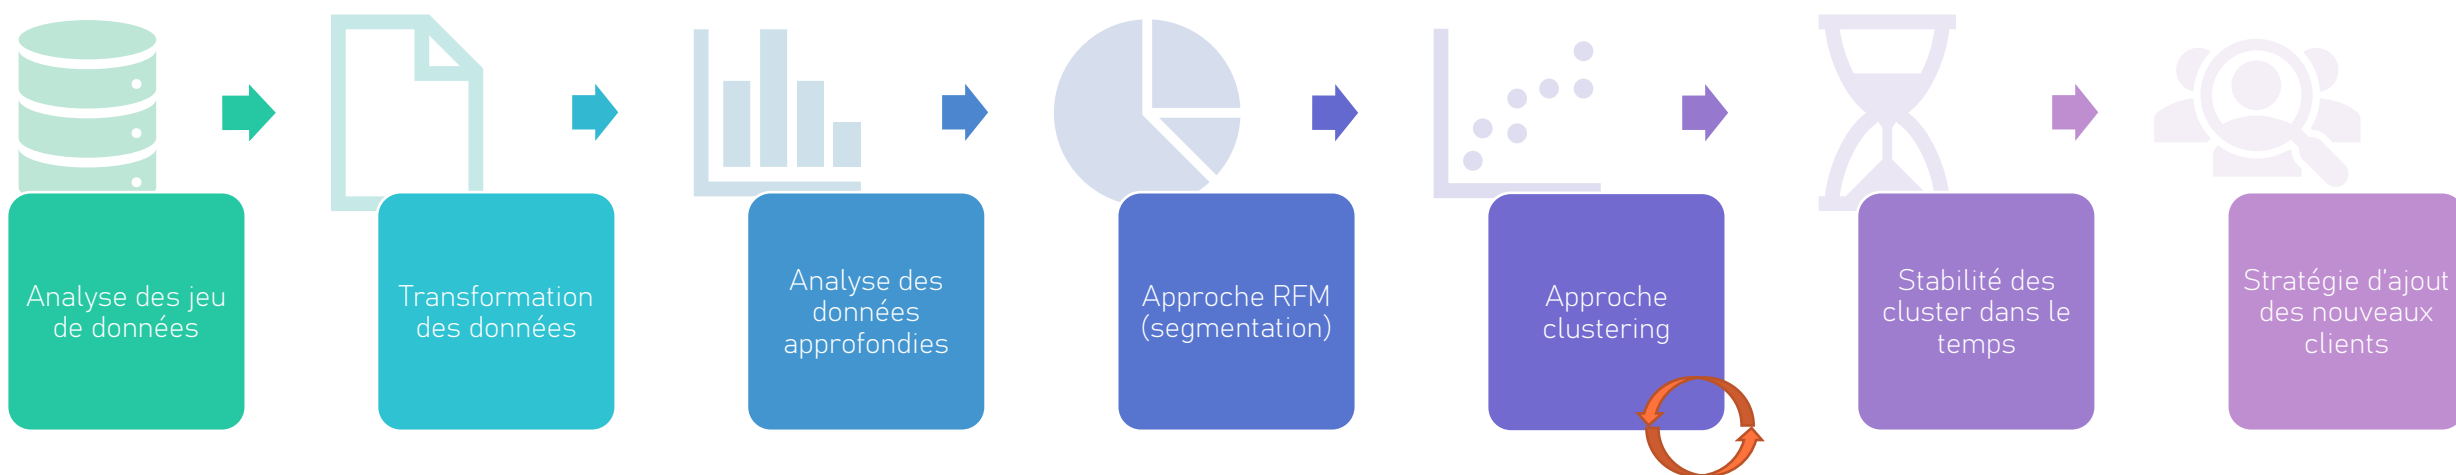 Analyse des jeu
de données
Transformation
des données
Analyse des
données
approfondies
Approche RFM
(segmentation)
Approche
clustering
Stabilité des
cluster dans le
temps
Stratégie d'ajout
des nouveaux
clients